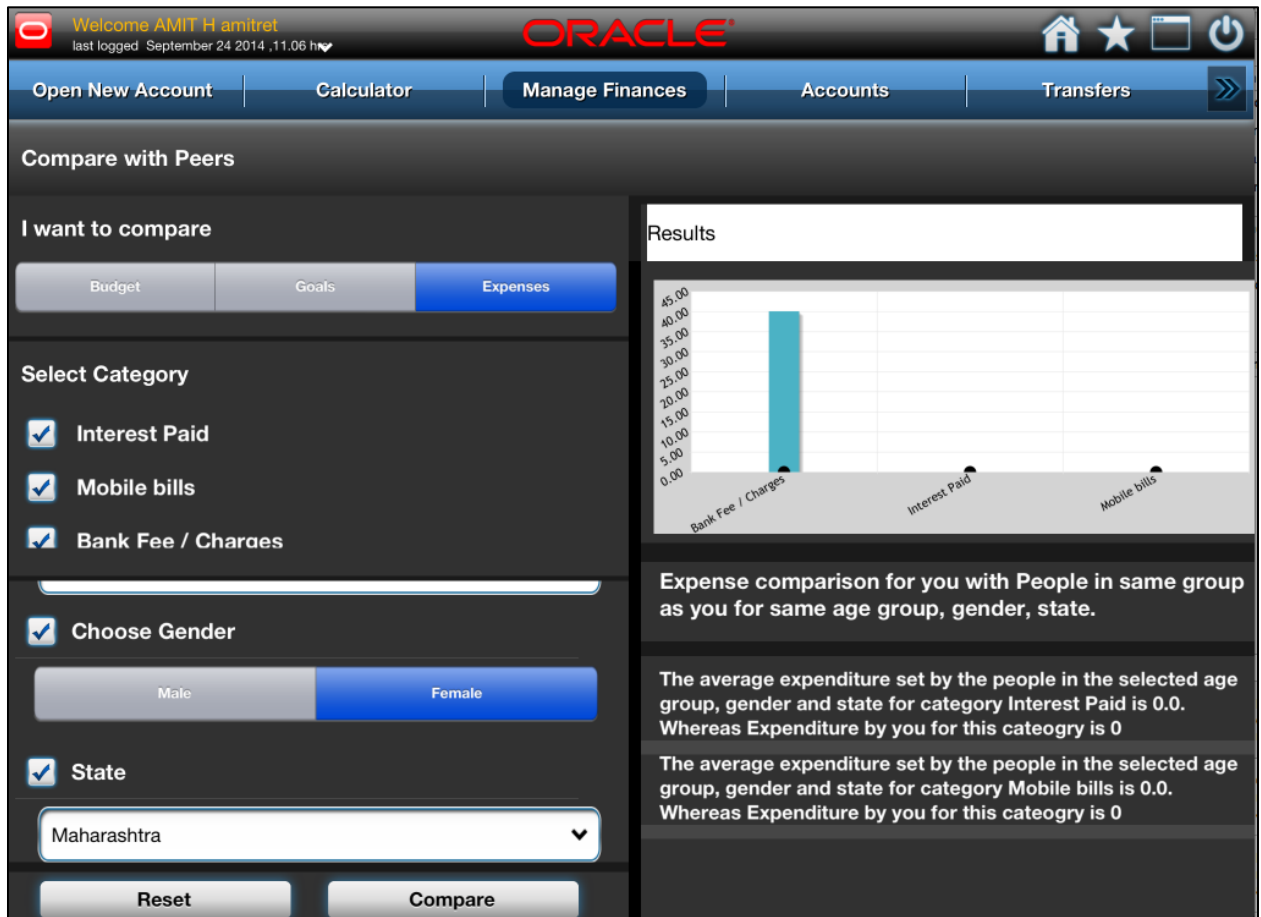 Welcome AMIT H amitret
last logged September 24 2014 ,11.06 hrs
ORACLE
Open New Account
Calculator
Manage Finances
Accounts
Transfers
Compare with Peers
I want to compare
Budget
Goals
Expenses
Select Category
Interest Paid
Mobile bills
Bank Fee / Charges
Choose Gender
Male
Female
State
Maharashtra
Reset
Compare
Results
45.00
40.00
35.00
30.00
25.00
20.00
15.00
10.00
5.00
0.00
Bank Fee / Charges
Interest Paid
Mobile bills
Expense comparison for you with People in same group
as you for same age group, gender, state.
The average expenditure set by the people in the selected age
group, gender and state for category Interest Paid is 0.0.
Whereas Expenditure by you for this cateogry is 0
The average expenditure set by the people in the selected age
group, gender and state for category Mobile bills is 0.0.
Whereas Expenditure by you for this cateogry is 0